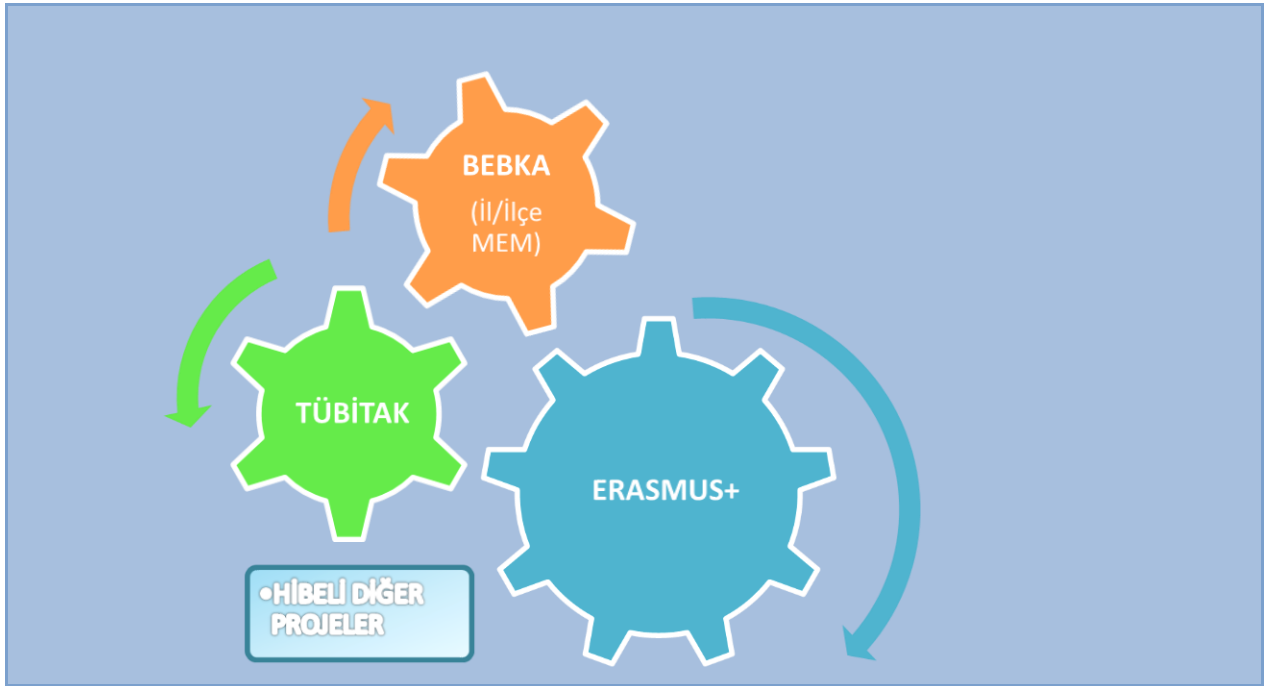 BEBKA
(İl/İlçe
MEM)
TÜBİTAK
ERASMUS+
•HİBELİ DİĞER
PROJELER